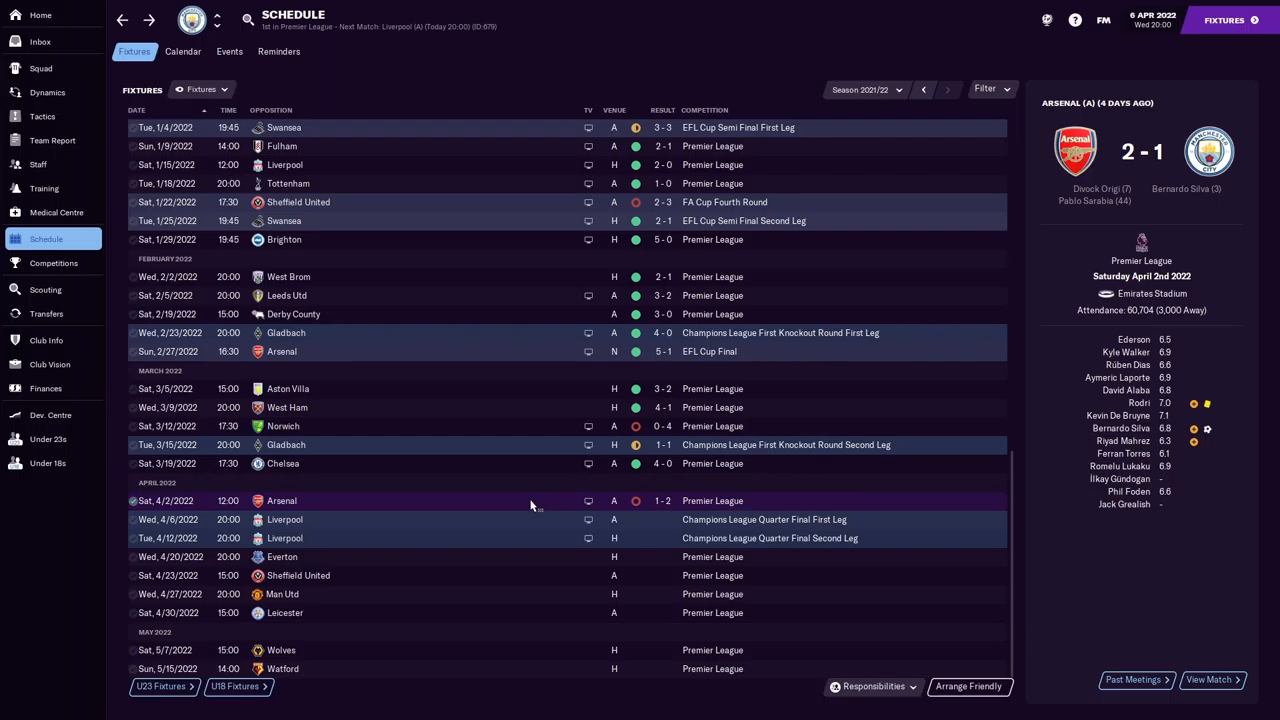 Home
Inbox
Squad
Dynamics
Tactics
Team Report
Staff
Training
Medical Centre
Schedule
Competitions
Scouting
Transfers
Club Info
Club Vision
Finances
Dev. Centre
Under 23s
Under 18s
SCHEDULE
1st in Premier League - Next Match: Liverpool (A) (Today 20:00) (ID:679)
FM
6 APR 2022
Wed 20:00
FIXTURES
Fixtures Calendar Events Reminders
FIXTURES Fixtures Season 2021/22 Filter
DATE TIME OPPOSITION TV VENUE RESULT COMPETITION
Tue, 1/4/2022 19:45 Swansea A 3 - 3 EFL Cup Semi Final First Leg
Sun, 1/9/2022 14:00 Fulham A 2 - 1 Premier League
Sat, 1/15/2022 12:00 Liverpool H 2 - 0 Premier League
Tue, 1/18/2022 20:00 Tottenham A 1 - 0 Premier League
Sat, 1/22/2022 17:30 Sheffield United A 2 - 3 FA Cup Fourth Round
Tue, 1/25/2022 19:45 Swansea H 2 - 1 EFL Cup Semi Final Second Leg
Sat, 1/29/2022 19:45 Brighton H 5 - 0 Premier League
FEBRUARY 2022
Wed, 2/2/2022 20:00 West Brom H 2 - 1 Premier League
Sat, 2/5/2022 20:00 Leeds Utd A 3 - 2 Premier League
Sat, 2/19/2022 15:00 Derby County A 3 - 0 Premier League
Wed, 2/23/2022 20:00 Gladbach A 4 - 0 Champions League First Knockout Round First Leg
Sun, 2/27/2022 16:30 Arsenal N 5 - 1 EFL Cup Final
MARCH 2022
Sat, 3/5/2022 15:00 Aston Villa H 3 - 2 Premier League
Wed, 3/9/2022 20:00 West Ham H 4 - 1 Premier League
Sat, 3/12/2022 17:30 Norwich A 0 - 4 Premier League
Tue, 3/15/2022 20:00 Gladbach H 1 - 1 Champions League First Knockout Round Second Leg
Sat, 3/19/2022 17:30 Chelsea A 4 - 0 Premier League
APRIL 2022
Sat, 4/2/2022 12:00 Arsenal A 1 - 2 Premier League
Wed, 4/6/2022 20:00 Liverpool A Champions League Quarter Final First Leg
Tue, 4/12/2022 20:00 Liverpool H Champions League Quarter Final Second Leg
Wed, 4/20/2022 20:00 Everton H Premier League
Sat, 4/23/2022 15:00 Sheffield United A Premier League
Wed, 4/27/2022 20:00 Man Utd H Premier League
Sat, 4/30/2022 15:00 Leicester A Premier League
MAY 2022
Sat, 5/7/2022 15:00 Wolves H Premier League
Sun, 5/15/2022 14:00 Watford H Premier League
U23 Fixtures U18 Fixtures Responsibilities Arrange Friendly
ARSENAL (A) (4 DAYS AGO)
Arsenal
2 - 1
MANCHESTER
CITY
Divock Origi (7) Bernardo Silva (3)
Pablo Sarabia (44)
Premier League
Saturday April 2nd 2022
Emirates Stadium
Attendance: 60,704 (3,000 Away)
Ederson 6.5
Kyle Walker 6.9
Rúben Dias 6.6
Aymeric Laporte 6.9
David Alaba 6.8
Rodri 7.0
Kevin De Bruyne 7.1
Bernardo Silva 6.8
Riyad Mahrez 6.3
Ferran Torres 6.1
Romelu Lukaku 6.9
İlkay Gündogan -
Phil Foden 6.6
Jack Grealish -
Past Meetings View Match